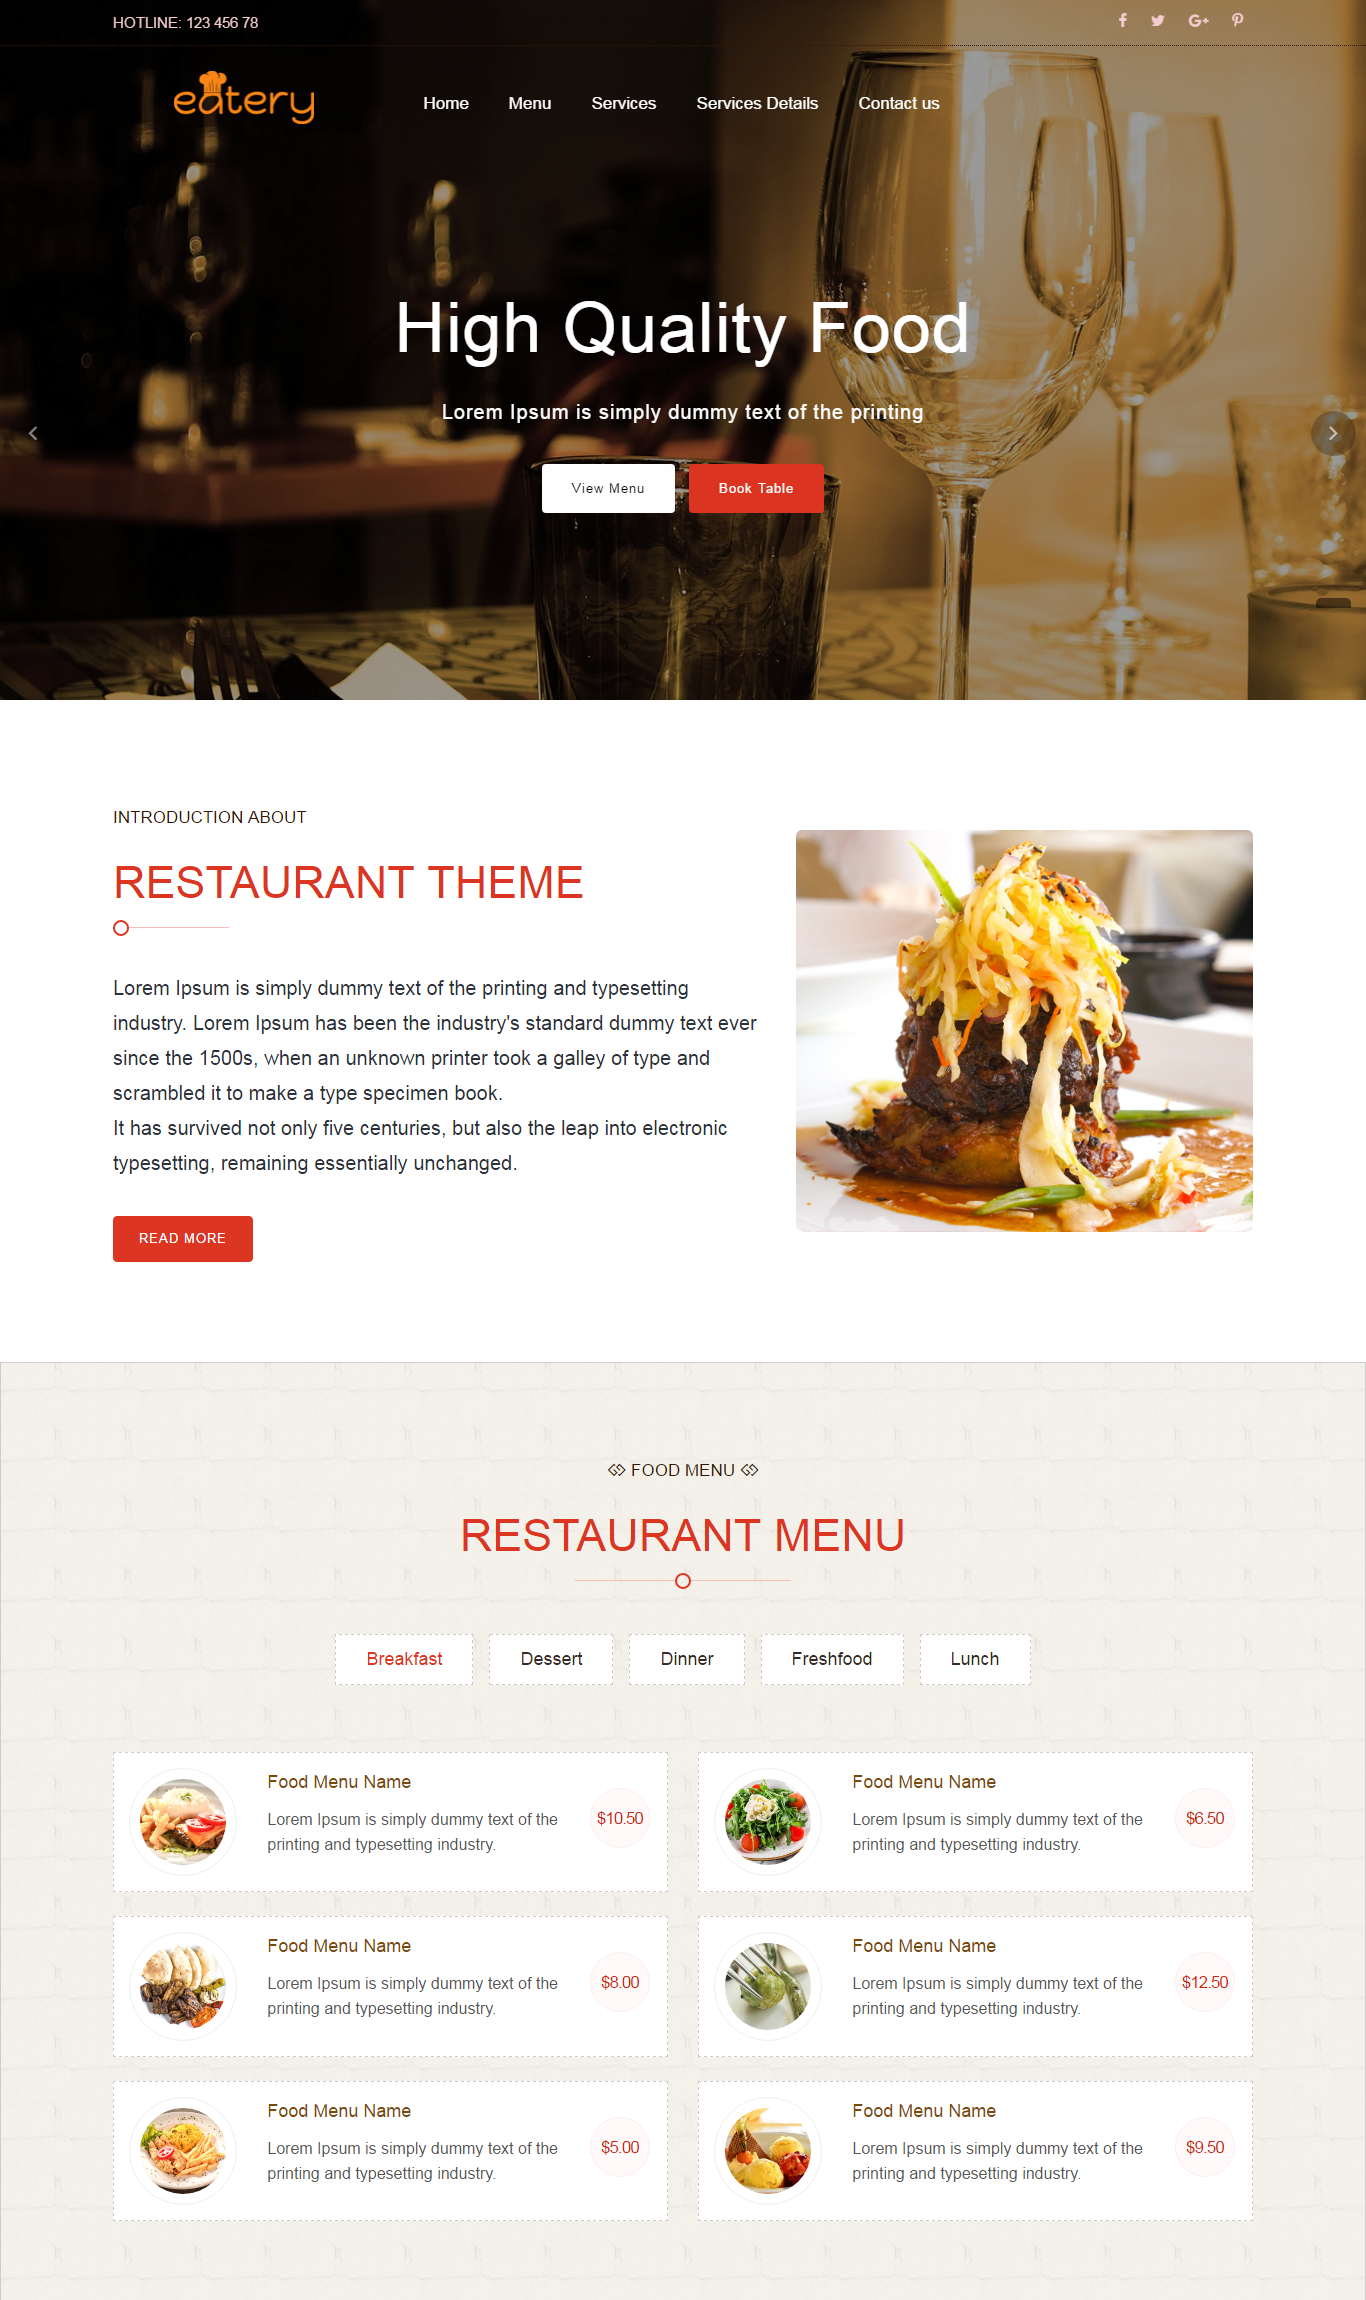 HOTLINE: 123 456 78
eatery
Home Menu Services Services Details Contact us
High Quality Food
Lorem Ipsum is simply dummy text of the printing
View Menu Book Table
INTRODUCTION ABOUT
RESTAURANT THEME
Lorem Ipsum is simply dummy text of the printing and typesetting
industry. Lorem Ipsum has been the industry's standard dummy text ever
since the 1500s, when an unknown printer took a galley of type and
scrambled it to make a type specimen book.
It has survived not only five centuries, but also the leap into electronic
typesetting, remaining essentially unchanged.
READ MORE
FOOD MENU
RESTAURANT MENU
Breakfast Dessert Dinner Freshfood Lunch
Food Menu Name
Lorem Ipsum is simply dummy text of the
printing and typesetting industry.
$10.50
Food Menu Name
Lorem Ipsum is simply dummy text of the
printing and typesetting industry.
$6.50
Food Menu Name
Lorem Ipsum is simply dummy text of the
printing and typesetting industry.
$8.00
Food Menu Name
Lorem Ipsum is simply dummy text of the
printing and typesetting industry.
$12.50
Food Menu Name
Lorem Ipsum is simply dummy text of the
printing and typesetting industry.
$5.00
Food Menu Name
Lorem Ipsum is simply dummy text of the
printing and typesetting industry.
$9.50